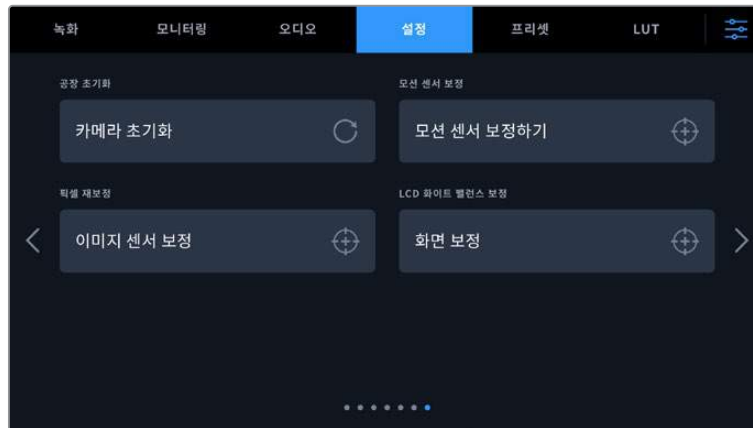 녹화 모니터링 오디오 설정 프리셋 LUT
공장 초기화 모션 센서 보정
카메라 초기화 모션 센서 보정하기
픽셀 재보정 LCD 화이트 밸런스 보정
이미지 센서 보정 화면 보정